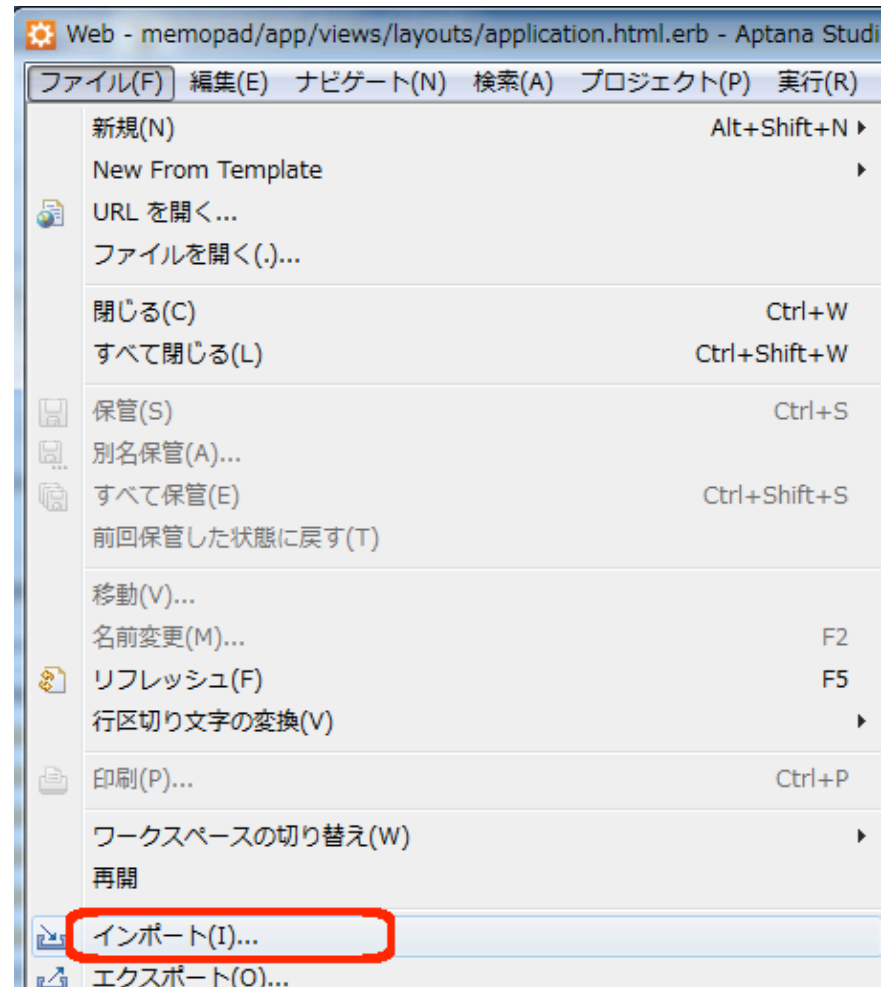 Web - memopad/app/views/layouts/application.html.erb - Aptana Studi
ファイル(F) 編集(E) ナビゲート(N) 検索(A) プロジェクト(P) 実行(R)
新規(N) Alt+Shift+N
New From Template
URL を開く...
ファイルを開く(.)...
閉じる(C) Ctrl+W
すべて閉じる(L) Ctrl+Shift+W
保管(S) Ctrl+S
別名保管(A)...
すべて保管(E) Ctrl+Shift+S
前回保管した状態に戻す(T)
移動(V)...
名前変更(M)... F2
リフレッシュ(F) F5
行区切り文字の変換(V)
印刷(P)... Ctrl+P
ワークスペースの切り替え(W)
再開
インポート(I)...
エクスポート(O)...